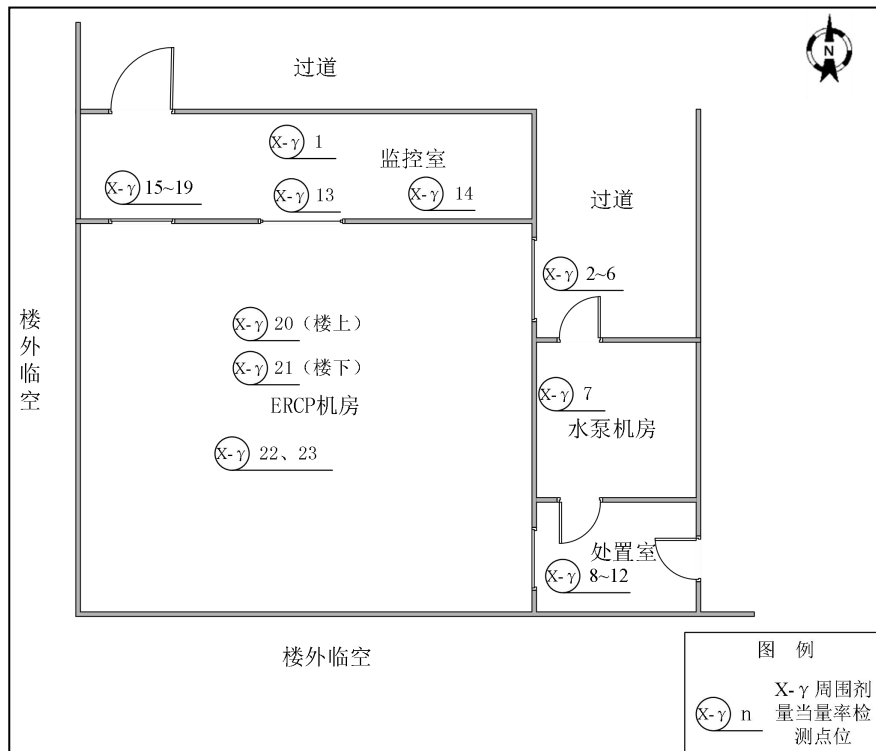 过道
N
X-γ 1
监控室
X-γ 15~19
X-γ 13
X-γ 14
过道
X-γ 2~6
楼外临空
X-γ 20（楼上）
X-γ 21（楼下）
ERCP机房
X-γ 7
水泵机房
X-γ 22、23
处置室
X-γ 8~12
楼外临空
图 例
X-γ n
X-γ周围剂
量当量率检
测点位